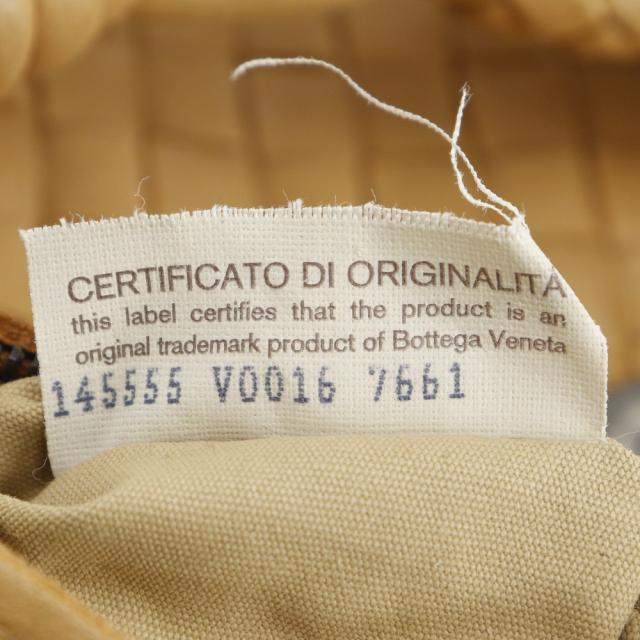 CERTIFICATO DI ORIGINALITÀ
this label certifies that the product is an
original trademark product of Bottega Veneta
145555 V0016 7661